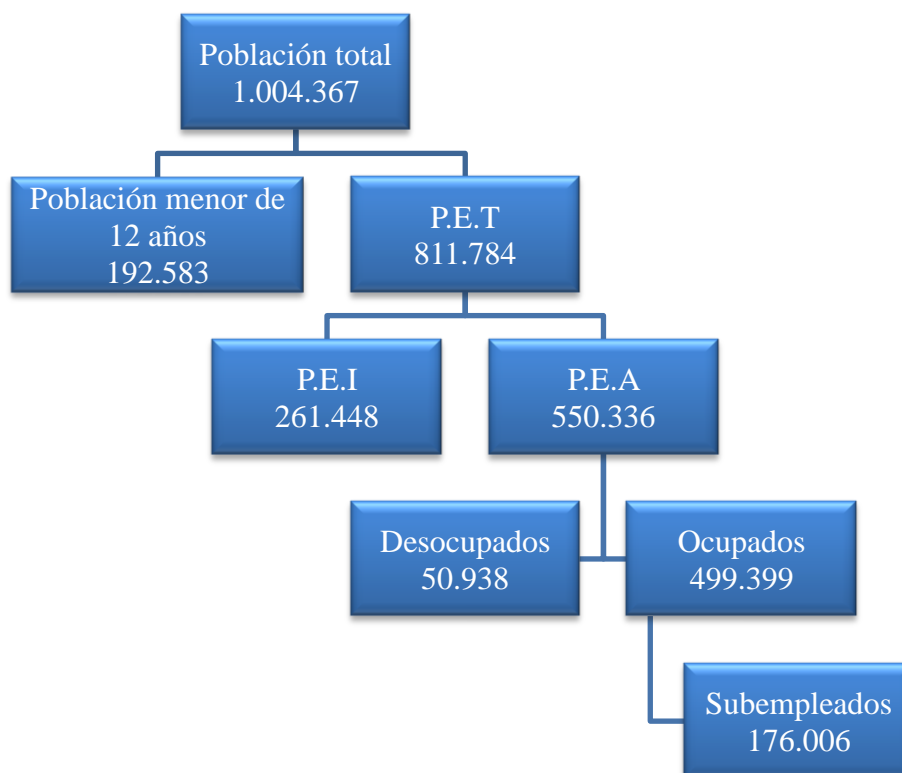 Población total
1.004.367
Población menor de
12 años
192.583
P.E.T
811.784
P.E.I
261.448
P.E.A
550.336
Desocupados
50.938
Ocupados
499.399
Subempleados
176.006